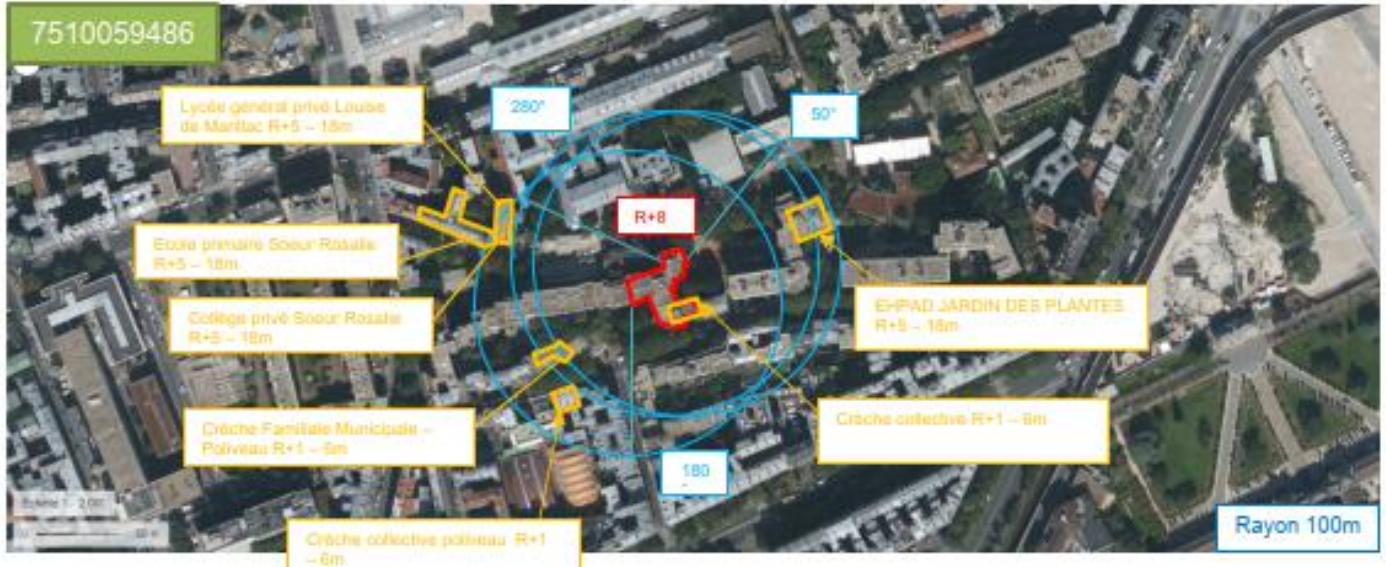 7510059486
Lycée général privé Louise
de Marillac R+5 – 18m
280°
50°
R+8
Ecole primaire Soeur Rosalie
R+5 – 18m
Collège privé Soeur Rosalie
R+5 – 18m
EHPAD JARDIN DES PLANTES
R+5 – 18m
Crèche Familiale Municipale –
Poliveau R+1 – 6m
Crèche collective R+1 – 6m
180
Crèche collective poliveau R+1
– 6m
Rayon 100m